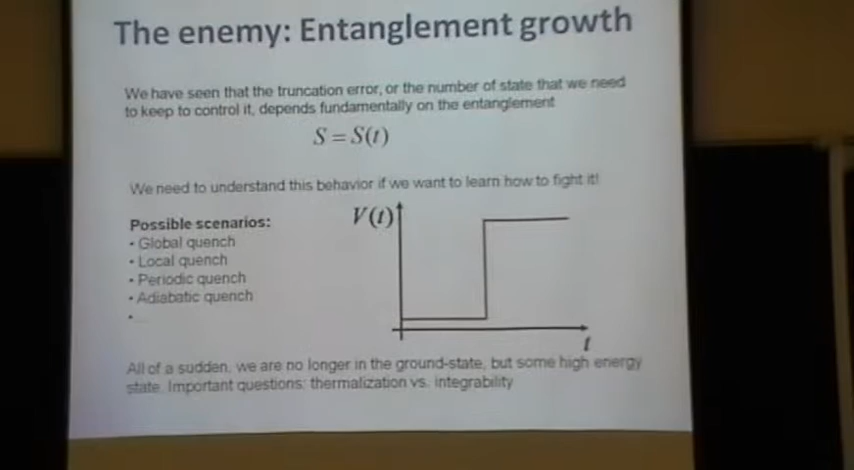 The enemy: Entanglement growth
We have seen that the truncation error, or the number of state that we need
to keep to control it, depends fundamentally on the entanglement
S = S(t)
We need to understand this behavior if we want to learn how to fight it!
Possible scenarios:
• Global quench
• Local quench
• Periodic quench
• Adiabatic quench
•
V(t)
t
All of a sudden, we are no longer in the ground-state, but some high energy
state. Important questions: thermalization vs. integrability